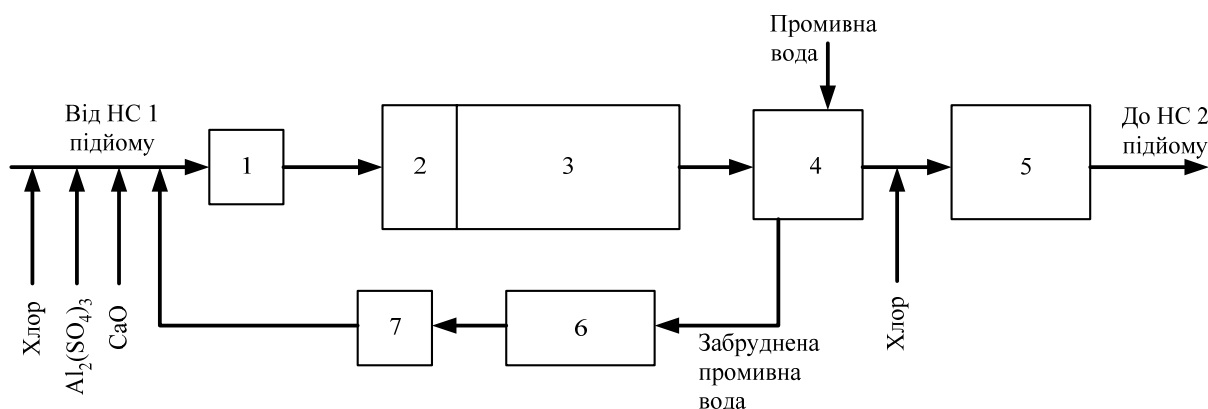 Промивна
вода
Від НС 1
підйому
До НС 2
підйому
1
2
3
4
5
Хлор
Al₂(SO₄)₃
CaO
7
6
Забруднена
промивна
вода
Хлор